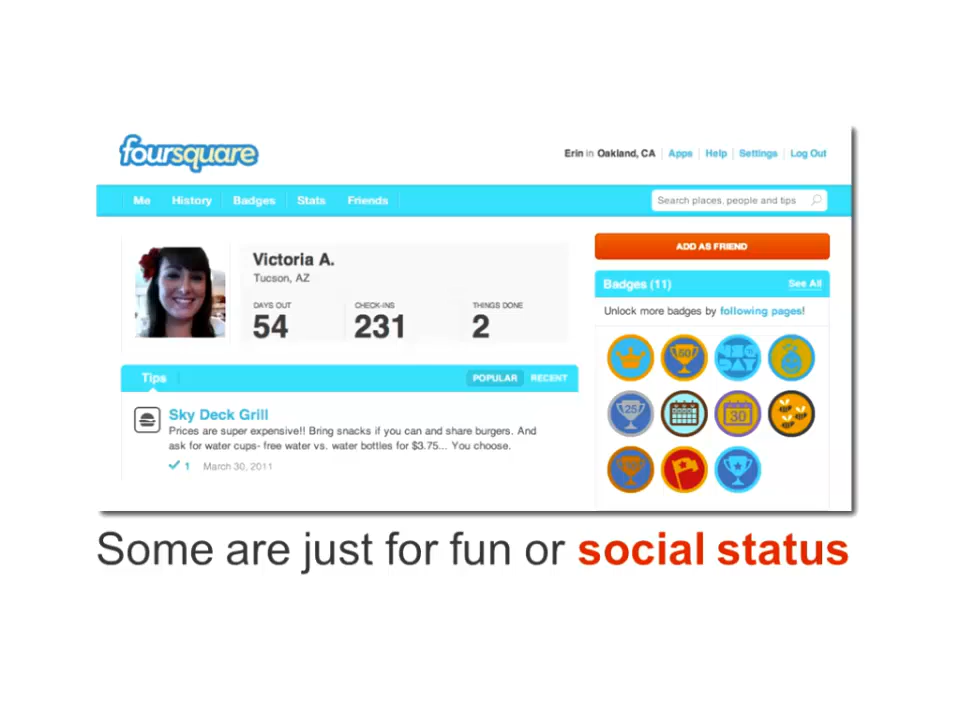 foursquare
Erin in Oakland, CA Apps Help Settings Log Out
Me History Badges Stats Friends
Search places, people and tips
Victoria A.
Tucson, AZ
DAYS OUT CHECK-INS THINGS DONE
54 231 2
ADD AS FRIEND
Badges (11) See All
Unlock more badges by following pages!
50
25
30
Tips POPULAR RECENT
Sky Deck Grill
Prices are super expensive!! Bring snacks if you can and share burgers. And
ask for water cups- free water vs. water bottles for $3.75... You choose.
1 March 30, 2011
Some are just for fun or social status